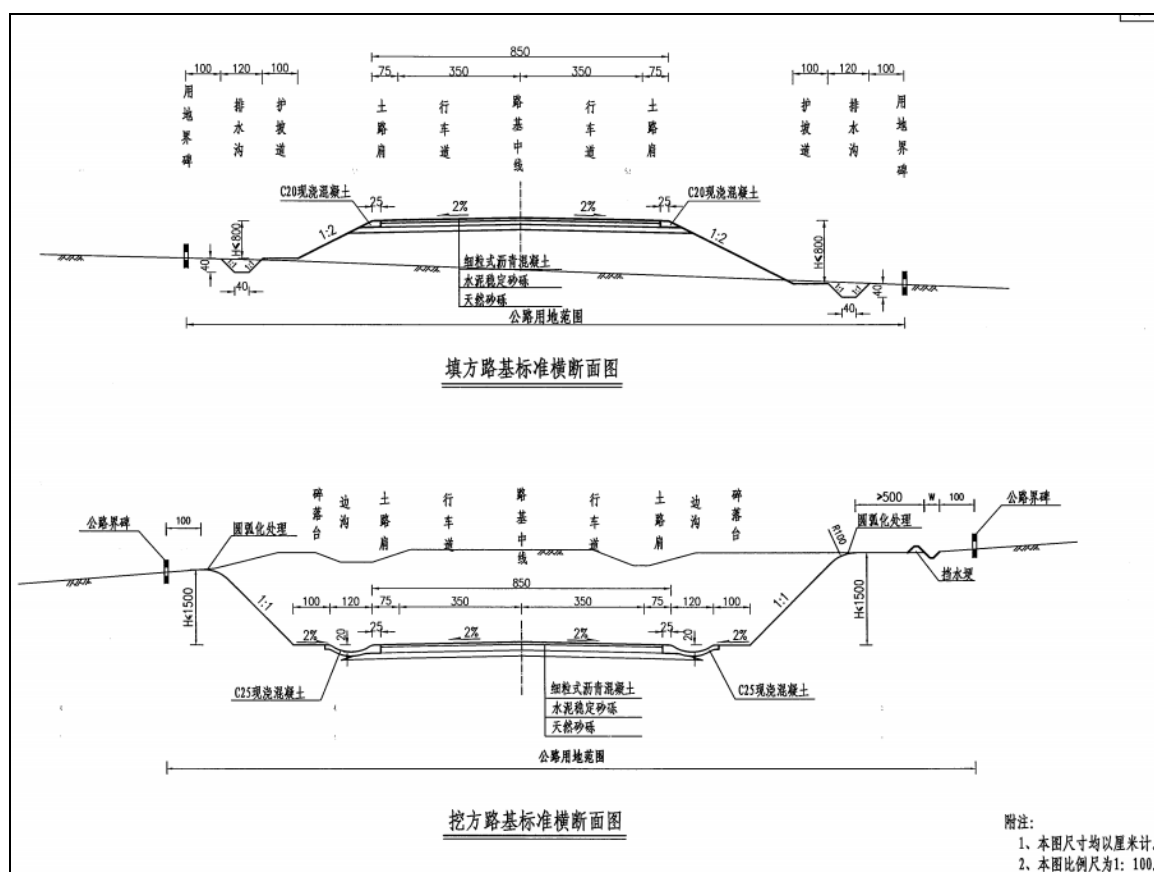 850
100 120 100 75 350 350 75 100 120 100
用地界碑 排水沟 护坡道 土路肩 行车道 路基中线 行车道 土路肩 护坡道 排水沟 用地界碑
C20现浇混凝土 25 2% 2% 25 C20现浇混凝土
1:2 H≤800 1:2 H≤800
40 1:1 1:1 40
细粒式沥青混凝土
水泥稳定砂砾
天然砂砾
40 1:1 1:1 40
公路用地范围
填方路基标准横断面图
碎落台 边沟 土路肩 行车道 路基中线 行车道 土路肩 边沟 碎落台
>500 W 100 公路界碑
公路界碑 100 圆弧化处理 R100 圆弧化处理
挡水埂
H≤1500 1:1 850 1:1 H≤1500
100 120 75 350 350 75 120 100
2% 20 25 2% 2% 25 20 2%
C25现浇混凝土 C25现浇混凝土
细粒式沥青混凝土
水泥稳定砂砾
天然砂砾
公路用地范围
挖方路基标准横断面图
附注:
1、本图尺寸均以厘米计.
2、本图比例尺为1: 100.